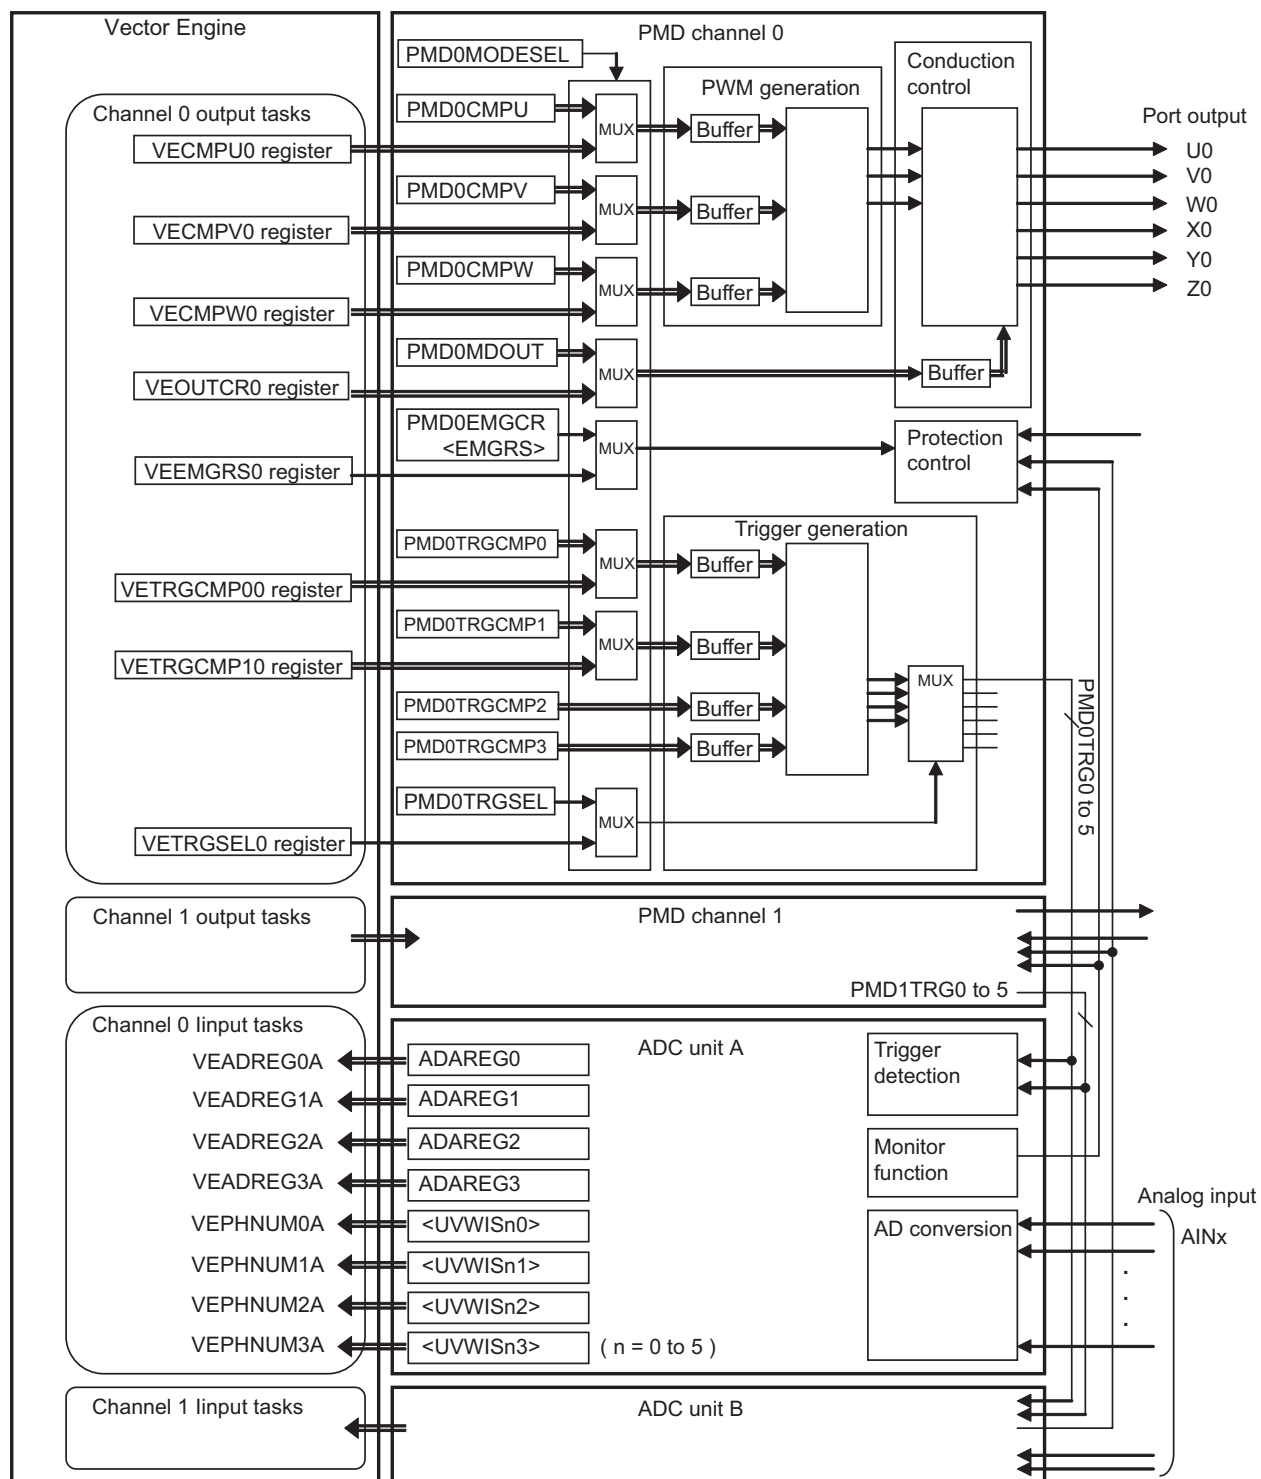 Vector Engine
PMD channel 0
PMD0MODESEL
Conduction
control
PWM generation
Channel 0 output tasks
PMD0CMPU
MUX
Buffer
Port output
VECMPU0 register
U0
V0
W0
X0
Y0
Z0
PMD0CMPV
MUX
Buffer
VECMPV0 register
PMD0CMPW
MUX
Buffer
VECMPW0 register
PMD0MDOUT
MUX
Buffer
VEOUTCR0 register
PMD0EMGCR
<EMGRS>
MUX
Protection
control
VEEMGRS0 register
Trigger generation
PMD0TRGCMP0
MUX
Buffer
VETRGCMP00 register
PMD0TRGCMP1
MUX
Buffer
VETRGCMP10 register
MUX
PMD0TRGCMP2
Buffer
PMD0TRGCMP3
Buffer
PMD0TRG0 to 5
PMD0TRGSEL
MUX
VETRGSEL0 register
Channel 1 output tasks
PMD channel 1
PMD1TRG0 to 5
Channel 0 Iinput tasks
ADC unit A
Trigger
detection
VEADREG0A
ADAREG0
VEADREG1A
ADAREG1
VEADREG2A
ADAREG2
Monitor
function
VEADREG3A
ADAREG3
Analog input
AINx
VEPHNUM0A
<UVWISn0>
AD conversion
VEPHNUM1A
<UVWISn1>
VEPHNUM2A
<UVWISn2>
VEPHNUM3A
<UVWISn3>
( n = 0 to 5 )
. . .
Channel 1 Iinput tasks
ADC unit B